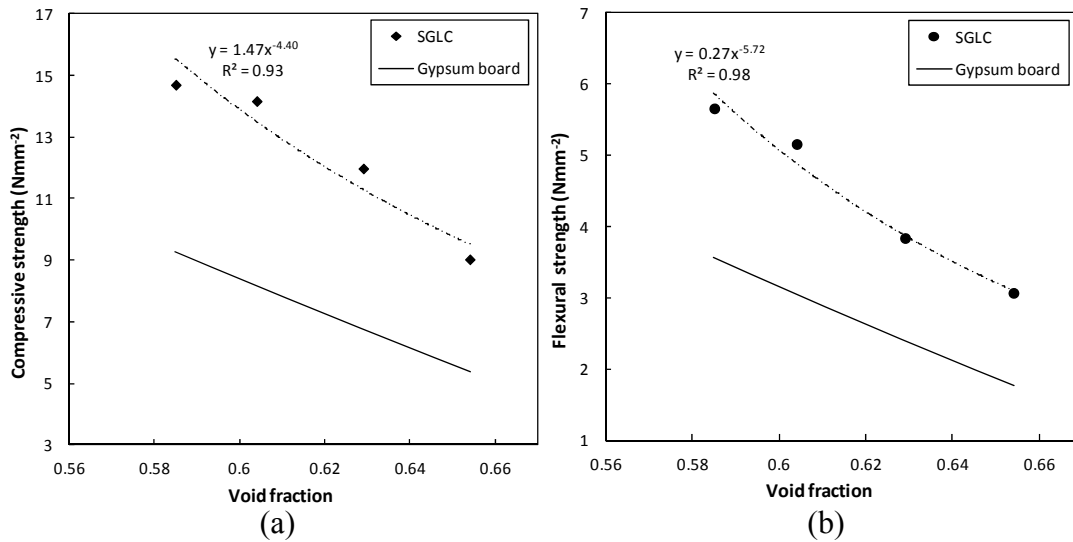 17
15
13
11
9
7
5
3
Compressive strength (Nmm⁻²)
y = 1.47x⁻⁴·⁴⁰
R² = 0.93
SGLC
Gypsum board
0.56
0.58
0.6
0.62
0.64
0.66
Void fraction
(a)
7
6
5
4
3
2
1
Flexural strength (Nmm⁻²)
y = 0.27x⁻⁵·⁷²
R² = 0.98
SGLC
Gypsum board
0.56
0.58
0.6
0.62
0.64
0.66
Void fraction
(b)